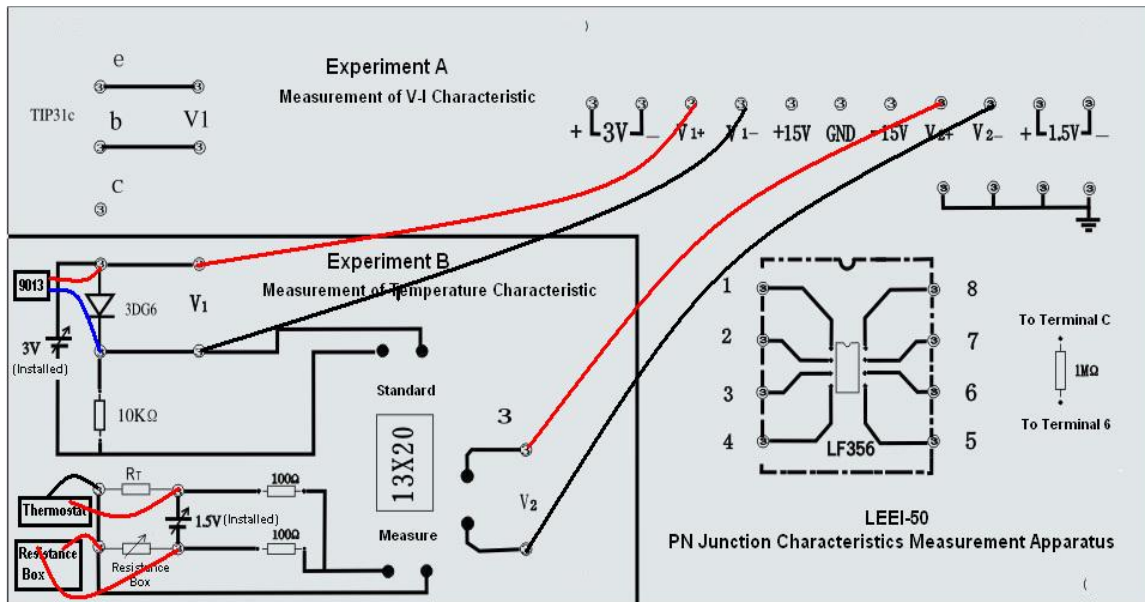 )
e
Experiment A
Measurement of V-I Characteristic
TIP31c
b
V1
C
+ 3V − V1+ V1− +15V GND −15V V2+ V2− + 1.5V −
Experiment B
Measurement of Temperature Characteristic
9013
3DG6
V1
3V
(Installed)
10KΩ
Standard
3
13X20
V2
RT
100Ω
Thermostat
1.5V (Installed)
100Ω
Measure
Resistance
Box
Resistance
Box
1
2
3
4
8
7
6
5
LF356
To Terminal C
1MΩ
To Terminal 6
LEEI-50
PN Junction Characteristics Measurement Apparatus
(